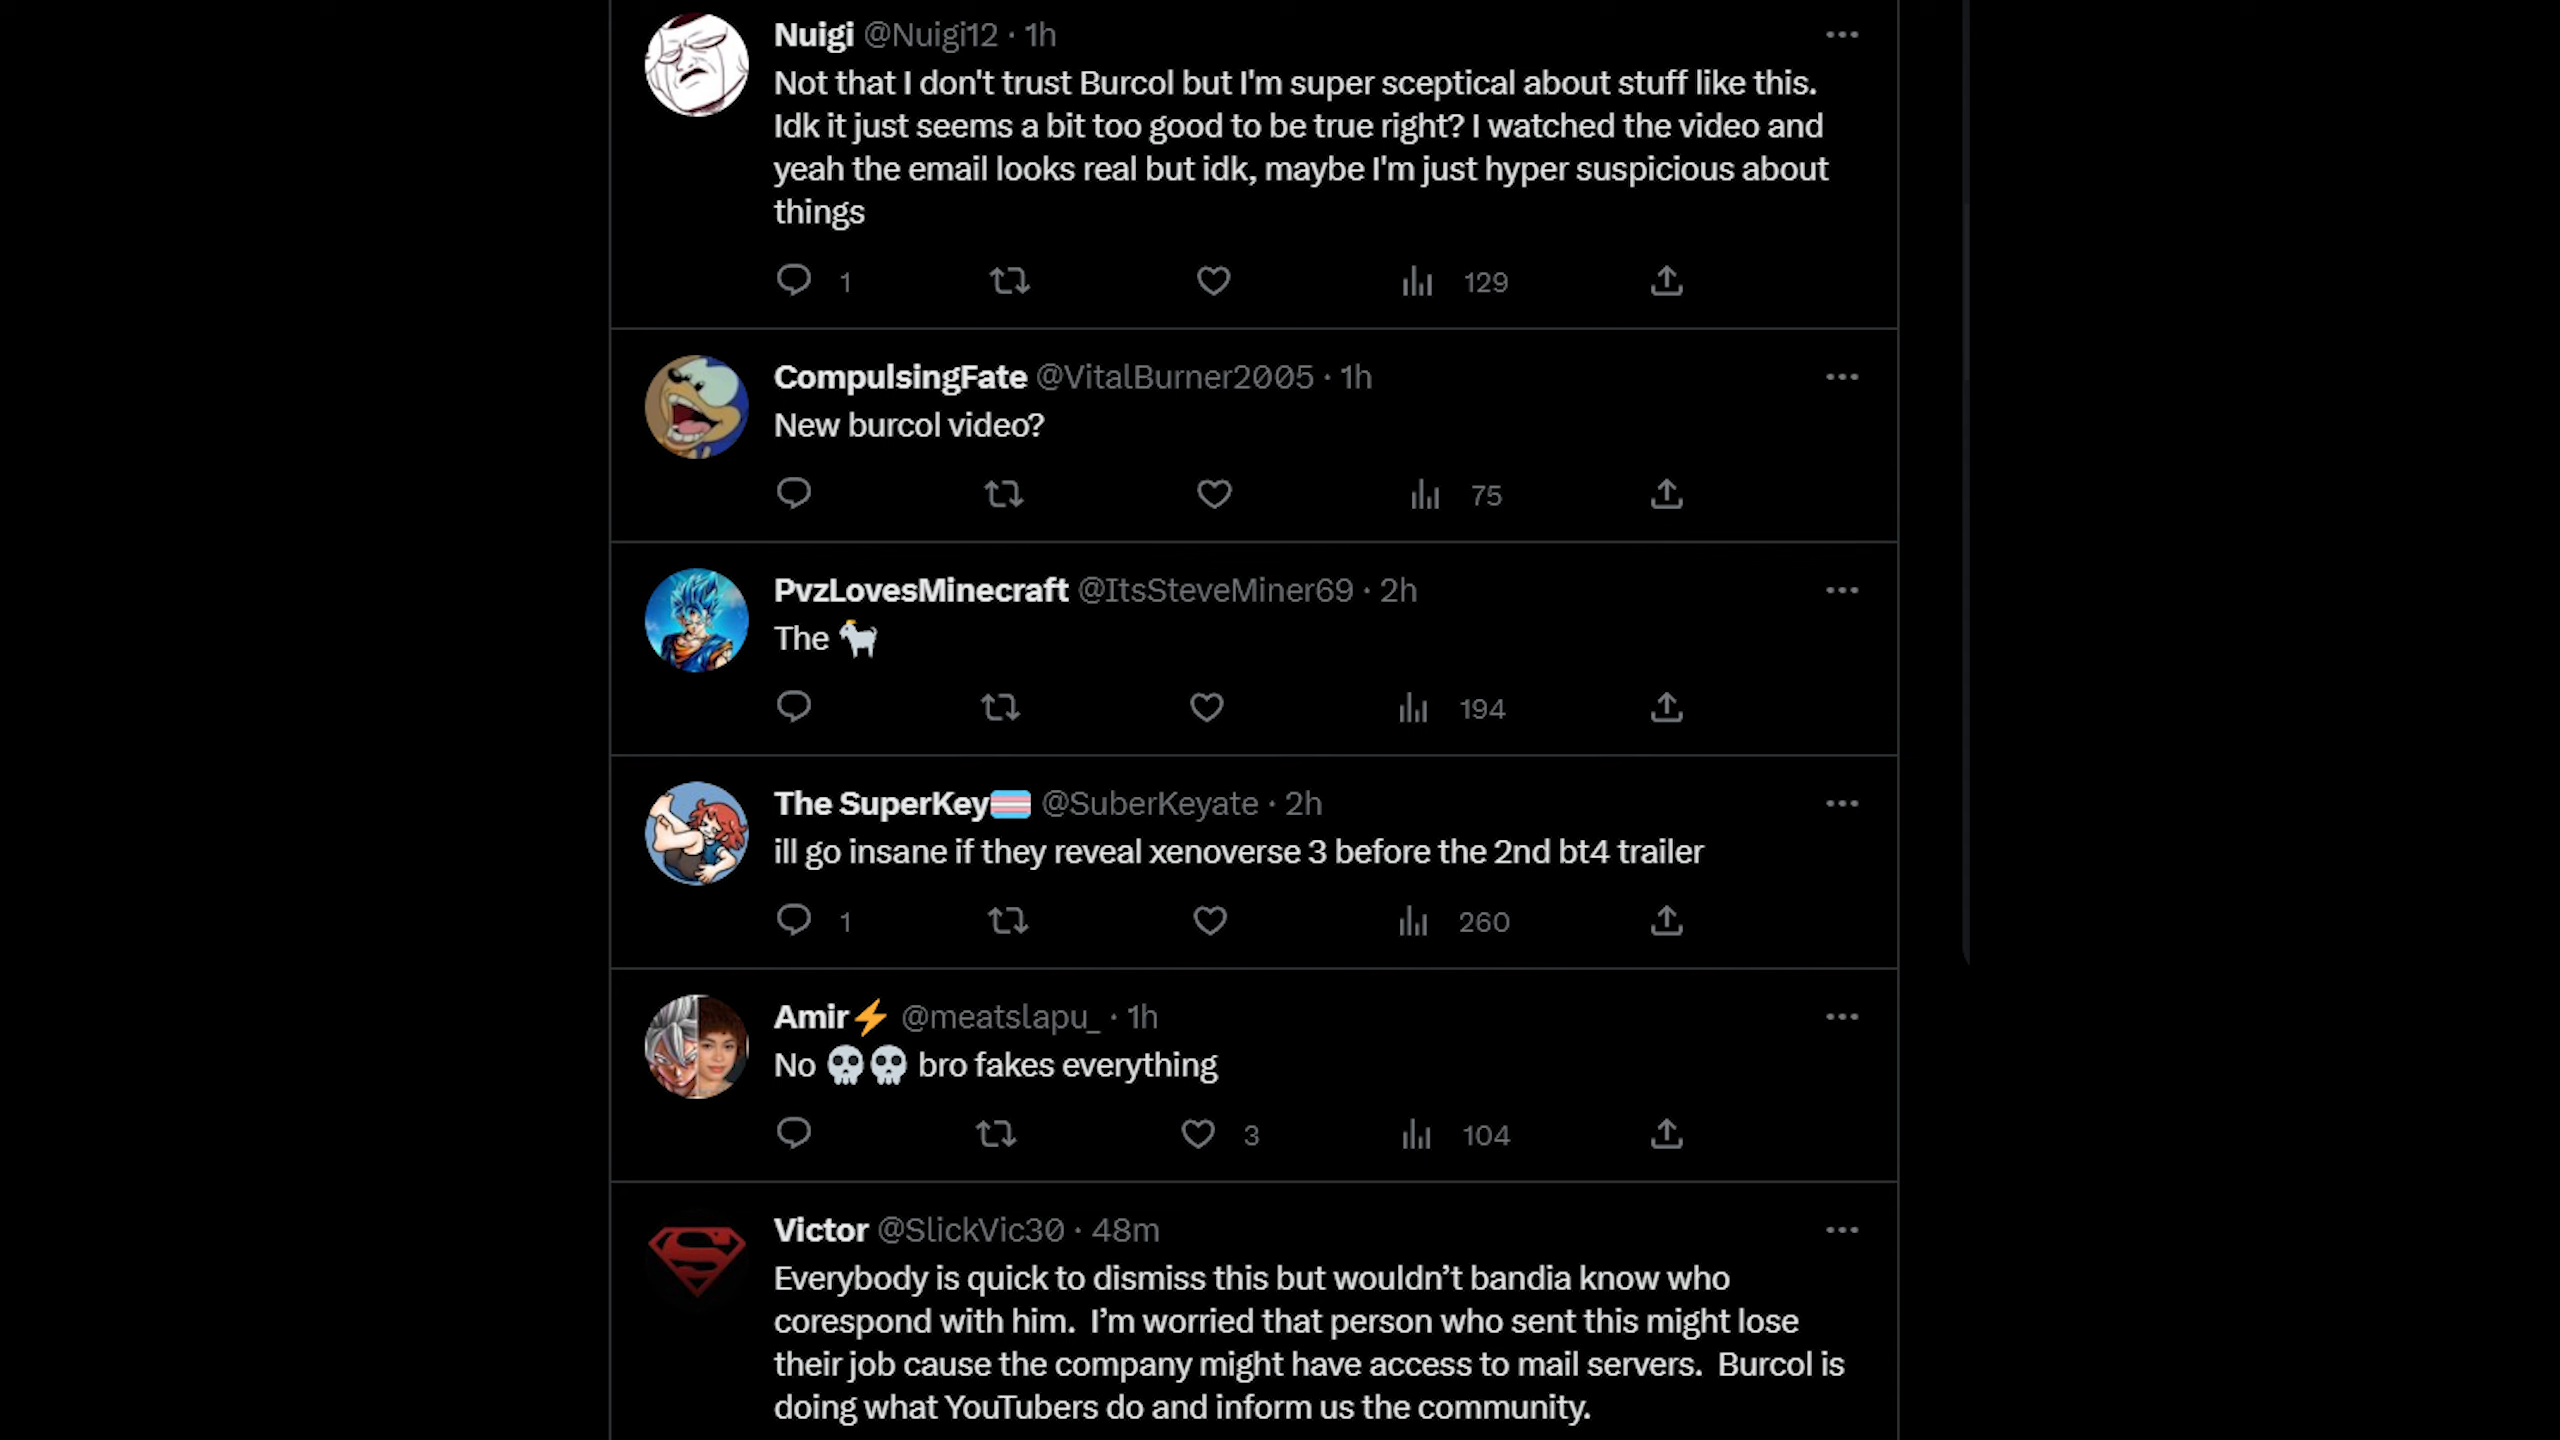 Nuigi @Nuigi12 · 1h
Not that I don't trust Burcol but I'm super sceptical about stuff like this.
Idk it just seems a bit too good to be true right? I watched the video and
yeah the email looks real but idk, maybe I'm just hyper suspicious about
things
1 129
CompulsingFate @VitalBurner2005 · 1h
New burcol video?
75
PvzLovesMinecraft @ItsSteveMiner69 · 2h
The 🐐
194
The SuperKey @SuberKeyate · 2h
ill go insane if they reveal xenoverse 3 before the 2nd bt4 trailer
1 260
Amir⚡ @meatslapu_ · 1h
No 💀💀 bro fakes everything
3 104
Victor @SlickVic30 · 48m
Everybody is quick to dismiss this but wouldn’t bandia know who
corespond with him.  I’m worried that person who sent this might lose
their job cause the company might have access to mail servers.  Burcol is
doing what YouTubers do and inform us the community.